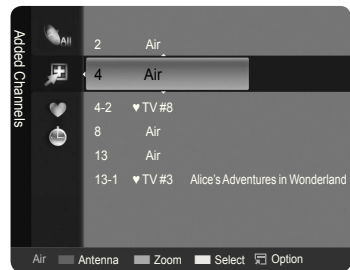 Added Channels
All
2 Air
4 Air
4-2 ♥ TV #8
8 Air
13 Air
13-1 ♥ TV #3 Alice's Adventures in Wonderland
Air Antenna Zoom Select Option